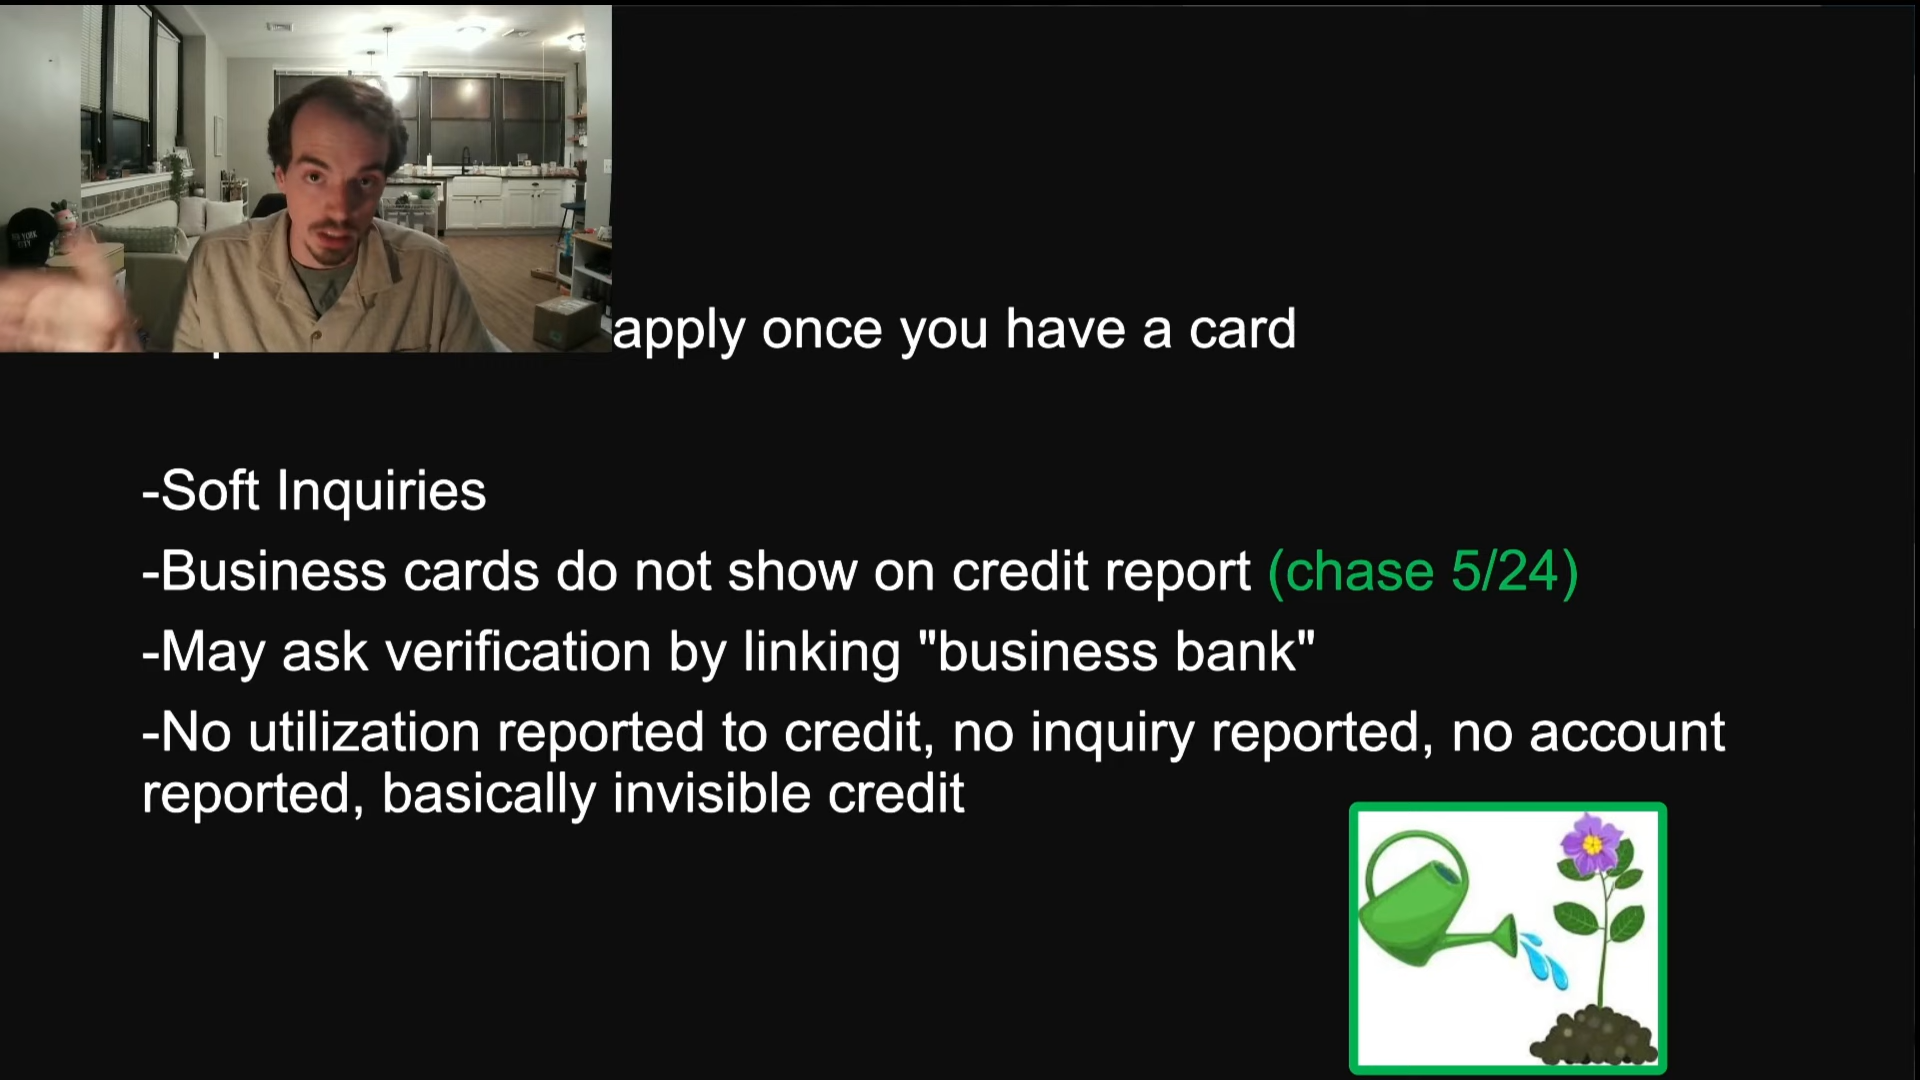 apply once you have a card
-Soft Inquiries
-Business cards do not show on credit report (chase 5/24)
-May ask verification by linking "business bank"
-No utilization reported to credit, no inquiry reported, no account
reported, basically invisible credit